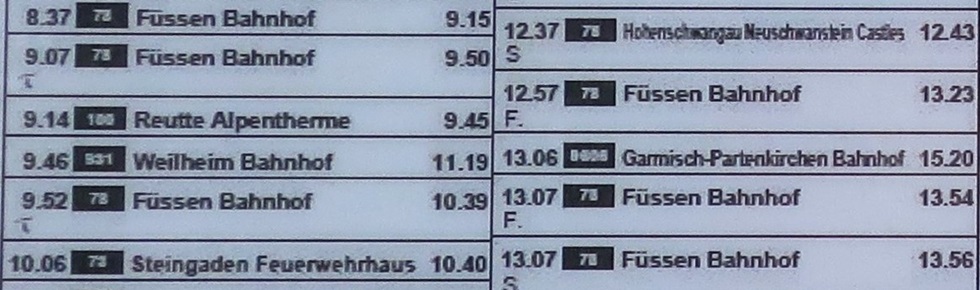 8.37 73 Füssen Bahnhof 9.15
9.07 73 Füssen Bahnhof 9.50
9.14 100 Reutte Alpentherme 9.45
9.46 Weilheim Bahnhof 11.19
9.52 73 Füssen Bahnhof 10.39
10.06 73 Steingaden Feuerwehrhaus 10.40
12.37 73 Hohenschwangau Neuschwanstein Castles 12.43
S
12.57 73 Füssen Bahnhof 13.23
F.
13.06 9606 Garmisch-Partenkirchen Bahnhof 15.20
13.07 73 Füssen Bahnhof 13.54
F.
13.07 73 Füssen Bahnhof 13.56
S